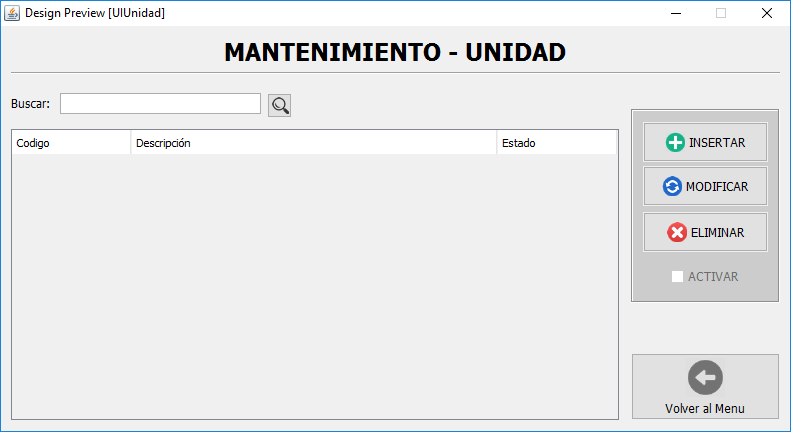 Design Preview [UIUnidad]
MANTENIMIENTO - UNIDAD
Buscar:
Codigo Descripción Estado
INSERTAR
MODIFICAR
ELIMINAR
ACTIVAR
Volver al Menu